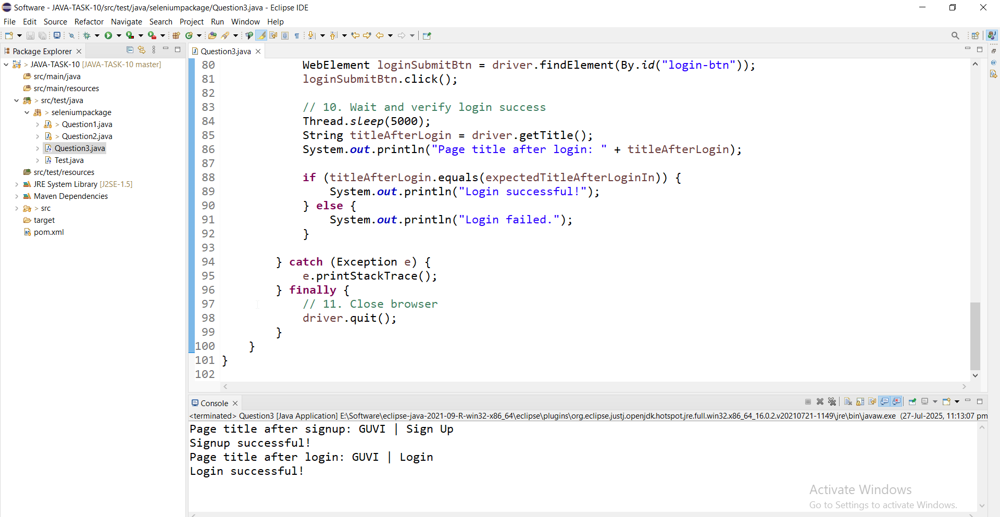 Software - JAVA-TASK-10/src/test/java/seleniumpackage/Question3.java - Eclipse IDE
File Edit Source Refactor Navigate Search Project Run Window Help
Package Explorer
Question3.java
> JAVA-TASK-10 [JAVA-TASK-10 master]
src/main/java
src/main/resources
> src/test/java
> seleniumpackage
> Question1.java
> Question2.java
Question3.java
Test.java
src/test/resources
JRE System Library [J2SE-1.5]
Maven Dependencies
> src
target
pom.xml
80 WebElement loginSubmitBtn = driver.findElement(By.id("login-btn"));
81 loginSubmitBtn.click();
82
83 // 10. Wait and verify login success
84 Thread.sleep(5000);
85 String titleAfterLogin = driver.getTitle();
86 System.out.println("Page title after login: " + titleAfterLogin);
87
88 if (titleAfterLogin.equals(expectedTitleAfterLoginIn)) {
89 System.out.println("Login successful!");
90 } else {
91 System.out.println("Login failed.");
92 }
93
94 } catch (Exception e) {
95 e.printStackTrace();
96 } finally {
97 // 11. Close browser
98 driver.quit();
99 }
100 }
101 }
102
Console
<terminated> Question3 [Java Application] E:\Software\eclipse-java-2021-09-R-win32-x86_64\eclipse\plugins\org.eclipse.justj.openjdk.hotspot.jre.full.win32.x86_64_16.0.2.v20210721-1149\jre\bin\javaw.exe (27-Jul-2025, 11:13:07 pm
Page title after signup: GUVI | Sign Up
Signup successful!
Page title after login: GUVI | Login
Login successful!
Activate Windows
Go to Settings to activate Windows.